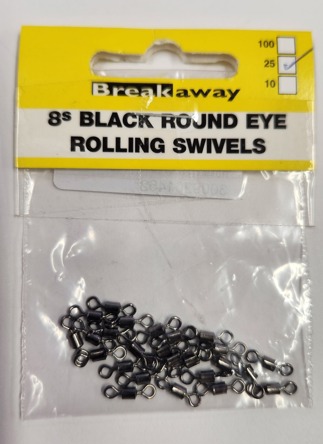 100
25
10
Breakaway
8s BLACK ROUND EYE
ROLLING SWIVELS